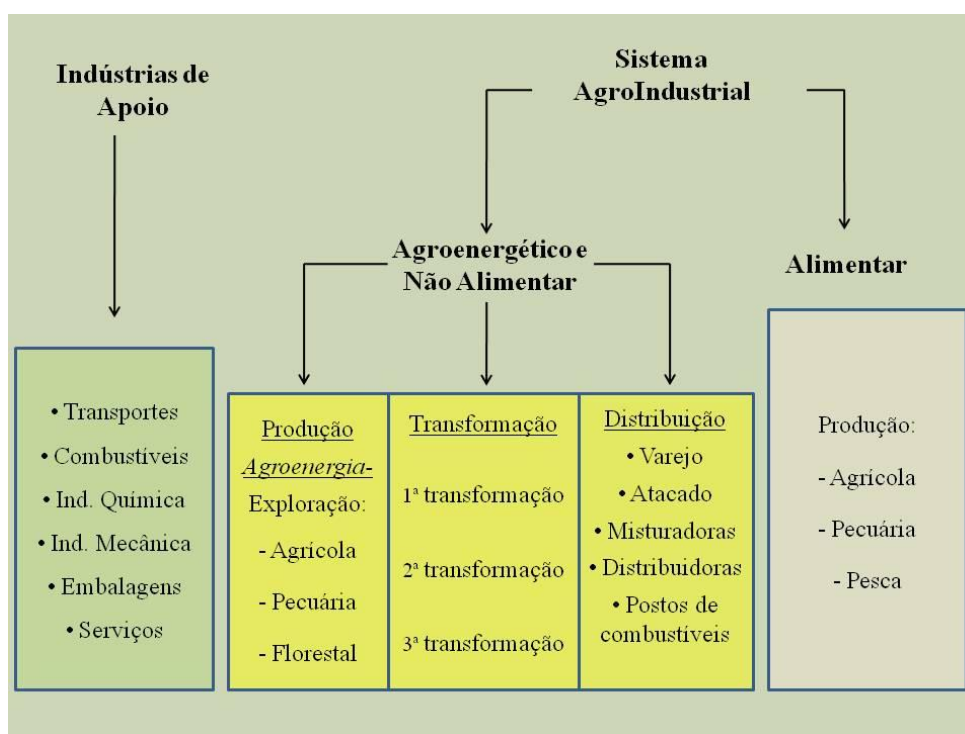 Indústrias de
Apoio
Sistema
AgroIndustrial
Agroenergético e
Não Alimentar
Alimentar
• Transportes
• Combustíveis
• Ind. Química
• Ind. Mecânica
• Embalagens
• Serviços
Produção
Agroenergia-
Exploração:
- Agrícola
- Pecuária
- Florestal
Transformação
1ª transformação
2ª transformação
3ª transformação
Distribuição
• Varejo
• Atacado
• Misturadoras
• Distribuidoras
• Postos de
combustíveis
Produção:
- Agrícola
- Pecuária
- Pesca